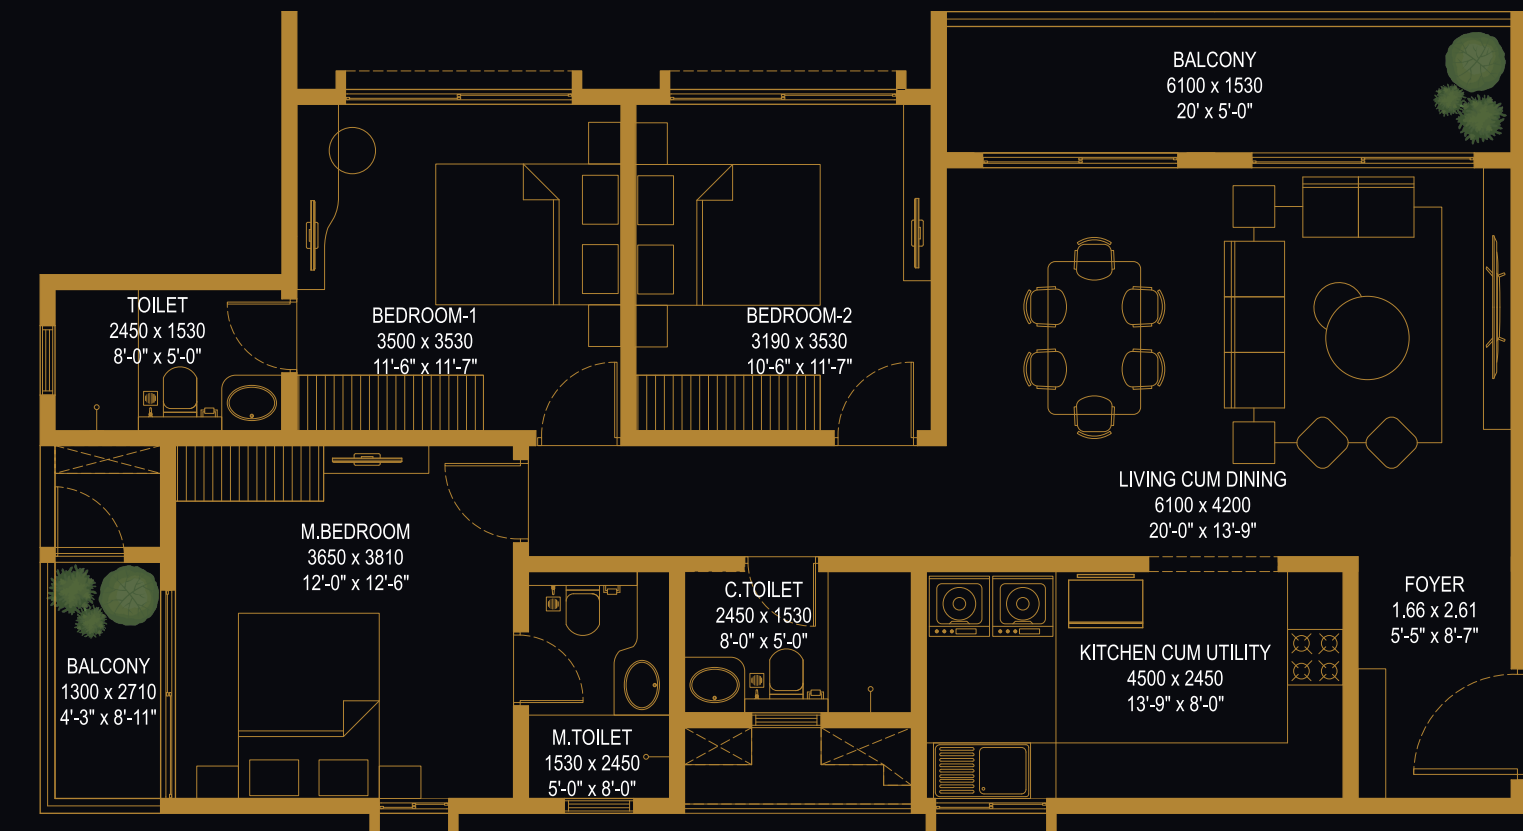 BALCONY
6100 x 1530
20' x 5'-0"
TOILET
2450 x 1530
8'-0" x 5'-0"
BEDROOM-1
3500 x 3530
11'-6" x 11'-7"
BEDROOM-2
3190 x 3530
10'-6" x 11'-7"
LIVING CUM DINING
6100 x 4200
20'-0" x 13'-9"
M.BEDROOM
3650 x 3810
12'-0" x 12'-6"
C.TOILET
2450 x 1530
8'-0" x 5'-0"
FOYER
1.66 x 2.61
5'-5" x 8'-7"
KITCHEN CUM UTILITY
4500 x 2450
13'-9" x 8'-0"
BALCONY
1300 x 2710
4'-3" x 8'-11"
M.TOILET
1530 x 2450
5'-0" x 8'-0"